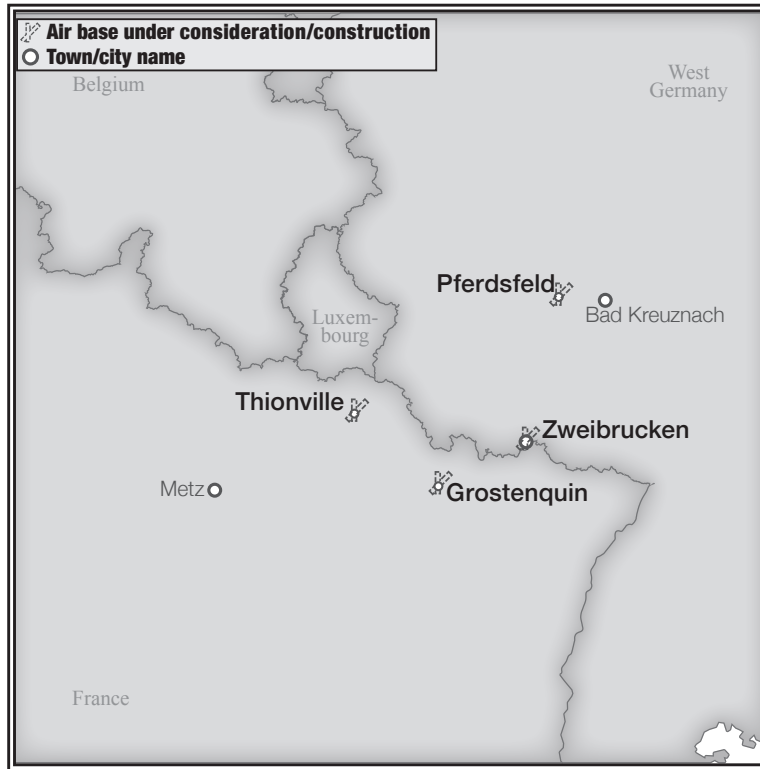 Air base under consideration/construction
Town/city name
Belgium
West
Germany
Pferdsfeld
Bad Kreuznach
Luxem-
bourg
Thionville
Zweibrucken
Metz
Grostenquin
France